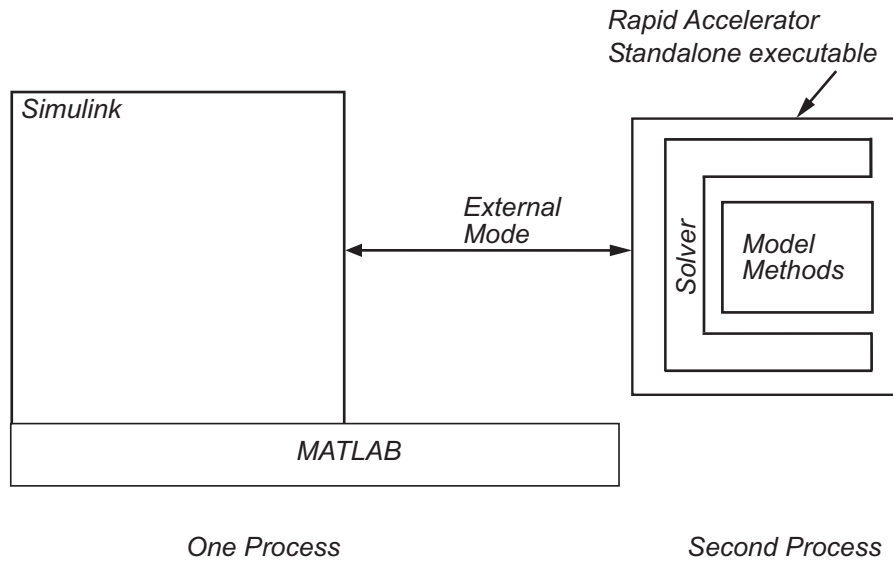 Rapid Accelerator
Standalone executable
Simulink
External
Mode
Solver
Model
Methods
MATLAB
One Process
Second Process